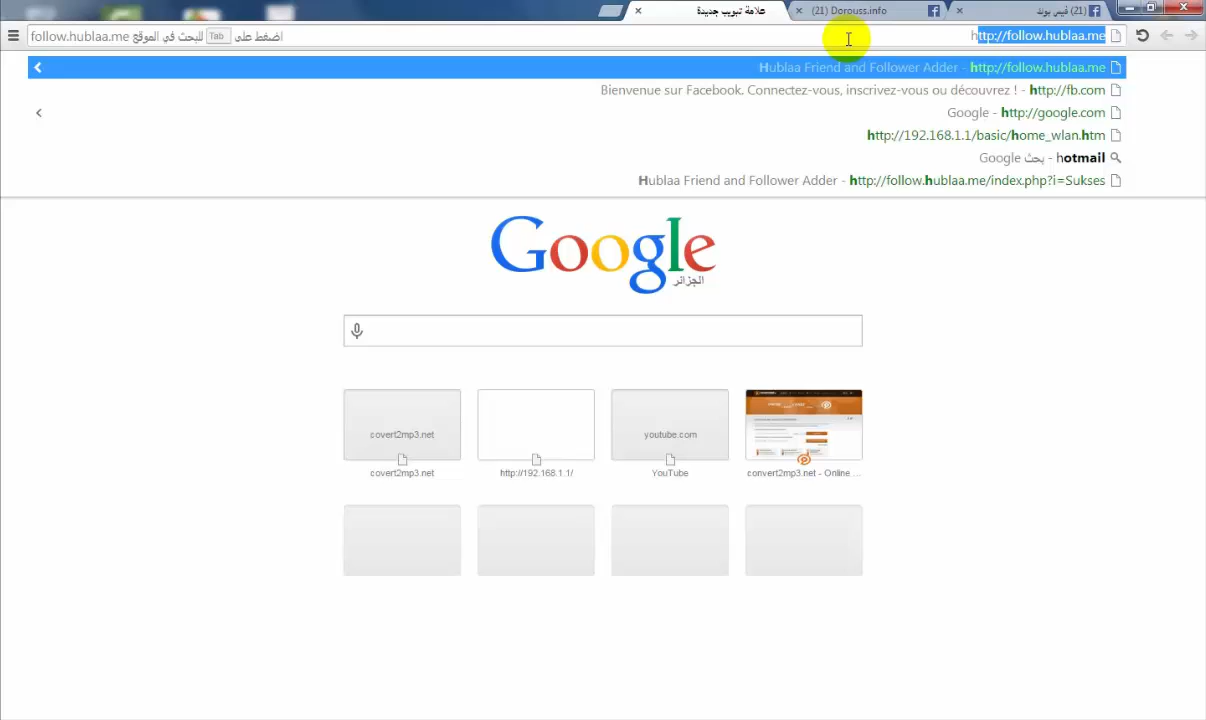 (21) فيس بوك
(21) Dorouss.info
علامة تبويب جديدة
http://follow.hublaa.me
اضغط على Tab للبحث في الموقع follow.hublaa.me
Hublaa Friend and Follower Adder - http://follow.hublaa.me
Bienvenue sur Facebook. Connectez-vous, inscrivez-vous ou découvrez ! - http://fb.com
Google - http://google.com
http://192.168.1.1/basic/home_wlan.htm
hotmail - بحث Google
Hublaa Friend and Follower Adder - http://follow.hublaa.me/index.php?i=Sukses
Google
الجزائر
covert2mp3.net
youtube.com
covert2mp3.net
http://192.168.1.1/
YouTube
convert2mp3.net - Online ...